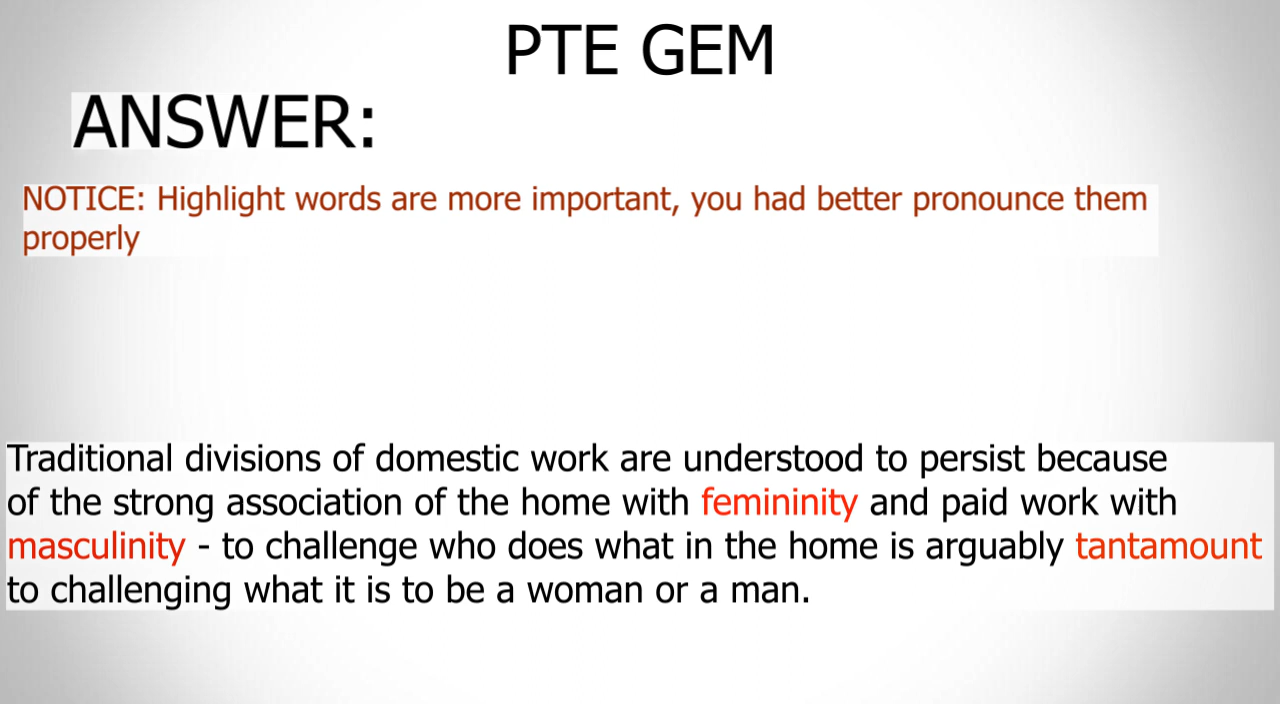 PTE GEM
ANSWER:
NOTICE: Highlight words are more important, you had better pronounce them
properly
Traditional divisions of domestic work are understood to persist because
of the strong association of the home with femininity and paid work with
masculinity - to challenge who does what in the home is arguably tantamount
to challenging what it is to be a woman or a man.